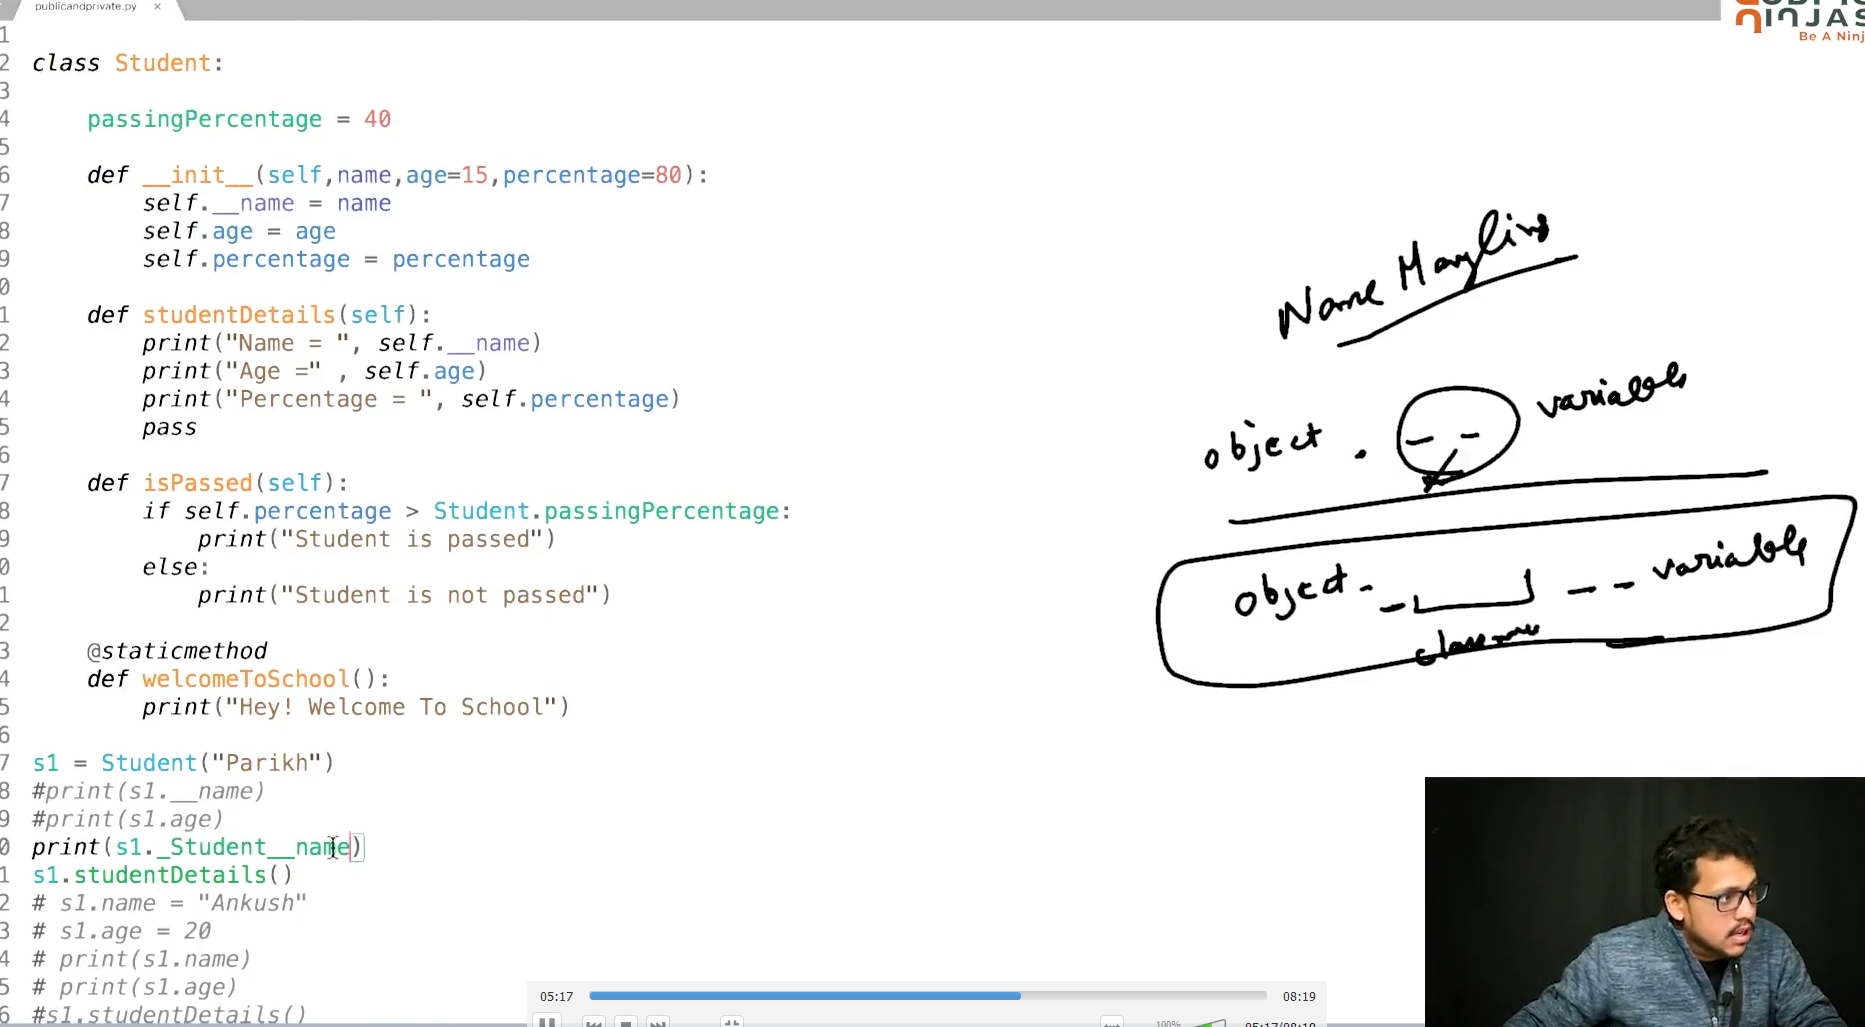 publicandprivate.py ×
NINJAS
Be A Ninj
1
2 class Student:
3
4 passingPercentage = 40
5
6 def __init__(self,name,age=15,percentage=80):
7 self.__name = name
8 self.age = age
9 self.percentage = percentage
0
1 def studentDetails(self):
2 print("Name = ", self.__name)
3 print("Age =" , self.age)
4 print("Percentage = ", self.percentage)
5 pass
6
7 def isPassed(self):
8 if self.percentage > Student.passingPercentage:
9 print("Student is passed")
0 else:
1 print("Student is not passed")
2
3 @staticmethod
4 def welcomeToSchool():
5 print("Hey! Welcome To School")
6
7 s1 = Student("Parikh")
8 #print(s1.__name)
9 #print(s1.age)
0 print(s1._Student__name)
1 s1.studentDetails()
2 # s1.name = "Ankush"
3 # s1.age = 20
4 # print(s1.name)
5 # print(s1.age)
6 #s1.studentDetails()
Name Mangling
object . _ _ variable
object . _ _ _ variable
05:17 08:19
100% 05:17/08:19